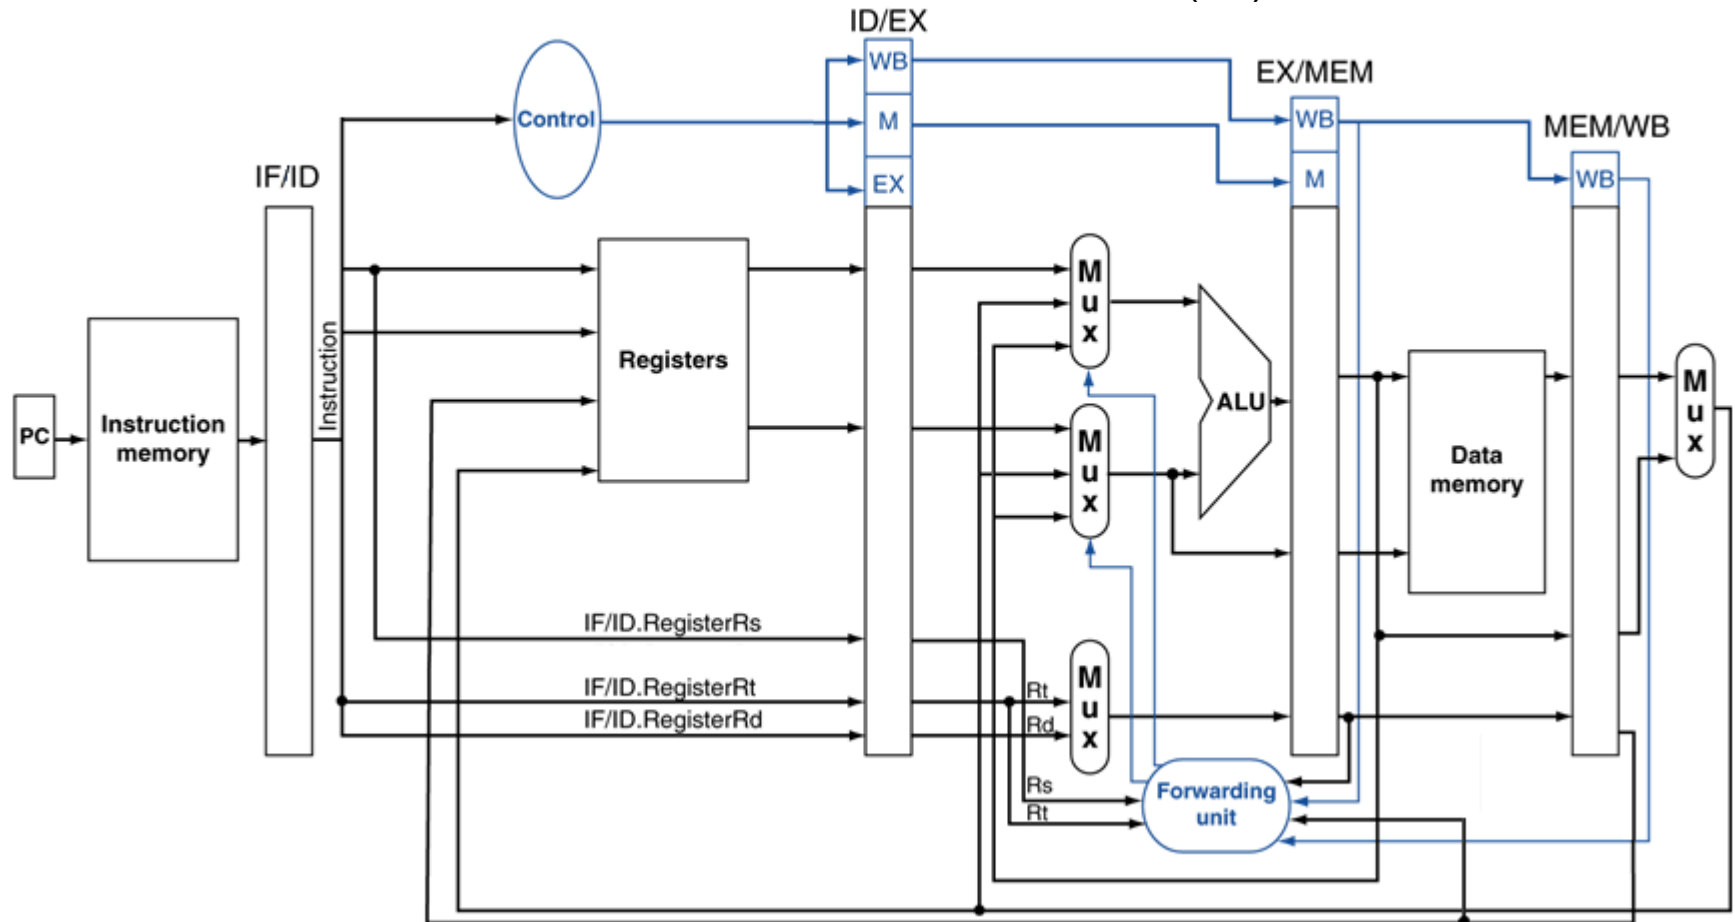 ID/EX
WB
M
EX
Control
EX/MEM
WB
M
MEM/WB
WB
IF/ID
PC
Instruction
memory
Instruction
Registers
M
u
x
M
u
x
ALU
Data
memory
M
u
x
IF/ID.RegisterRs
IF/ID.RegisterRt
IF/ID.RegisterRd
Rt
Rd
M
u
x
Rs
Rt
Forwarding
unit